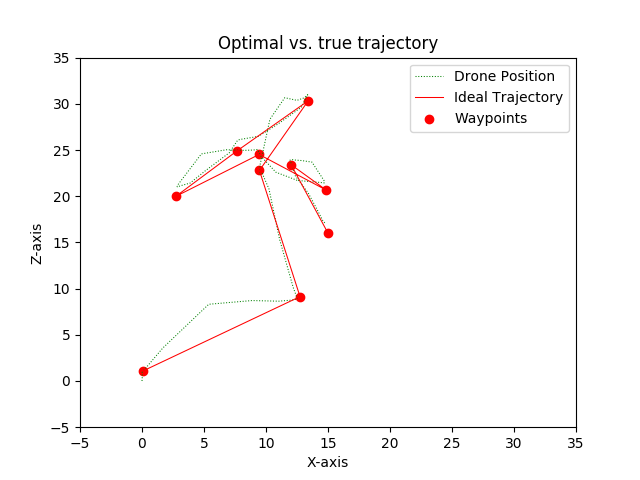 Optimal vs. true trajectory
Drone Position
Ideal Trajectory
Waypoints
Z-axis
35
30
25
20
15
10
5
0
−5
−5 0 5 10 15 20 25 30 35
X-axis